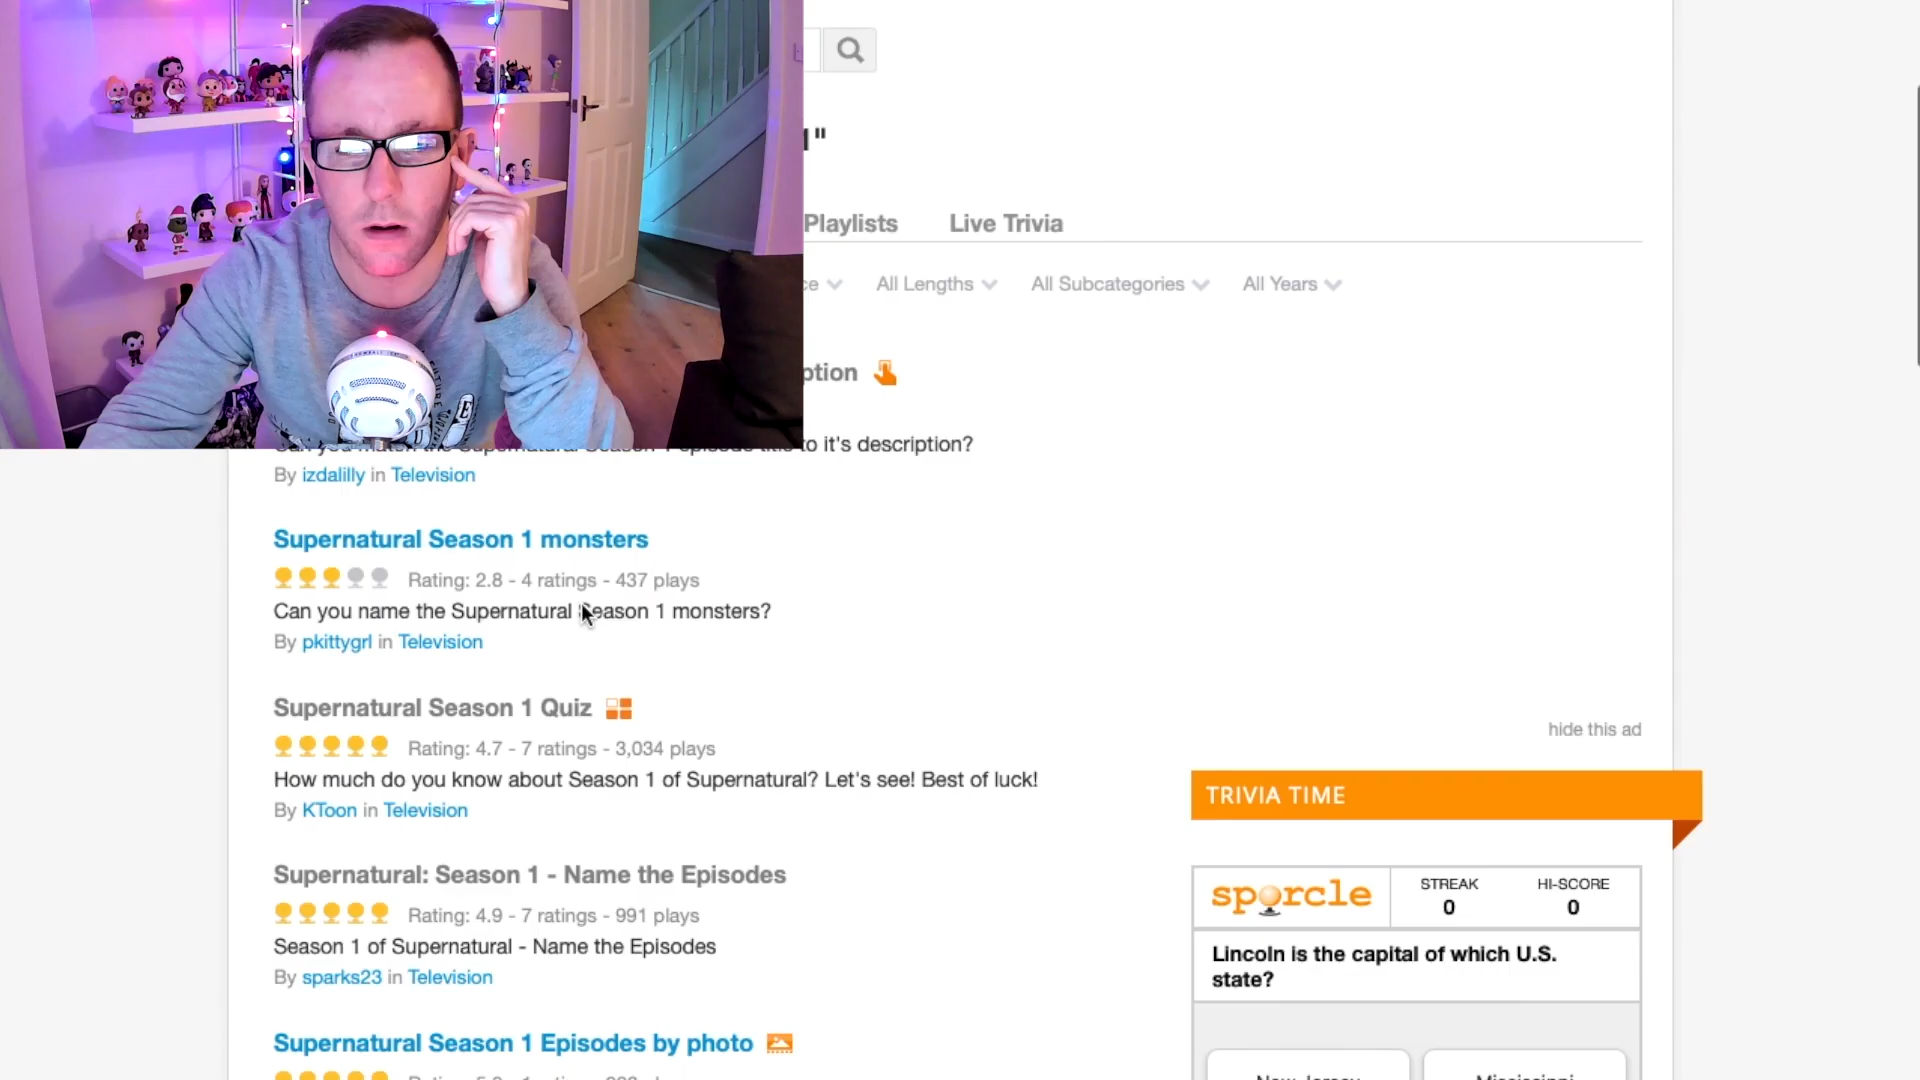 "
Playlists Live Trivia
All Lengths All Subcategories All Years
to it's description?
By izdalilly in Television
Supernatural Season 1 monsters
Rating: 2.8 - 4 ratings - 437 plays
Can you name the Supernatural Season 1 monsters?
By pkittygrl in Television
Supernatural Season 1 Quiz
Rating: 4.7 - 7 ratings - 3,034 plays
How much do you know about Season 1 of Supernatural? Let's see! Best of luck!
By KToon in Television
Supernatural: Season 1 - Name the Episodes
Rating: 4.9 - 7 ratings - 991 plays
Season 1 of Supernatural - Name the Episodes
By sparks23 in Television
Supernatural Season 1 Episodes by photo
hide this ad
TRIVIA TIME
sporcle
STREAK
0
HI-SCORE
0
Lincoln is the capital of which U.S.
state?
New Jersey
Mississippi